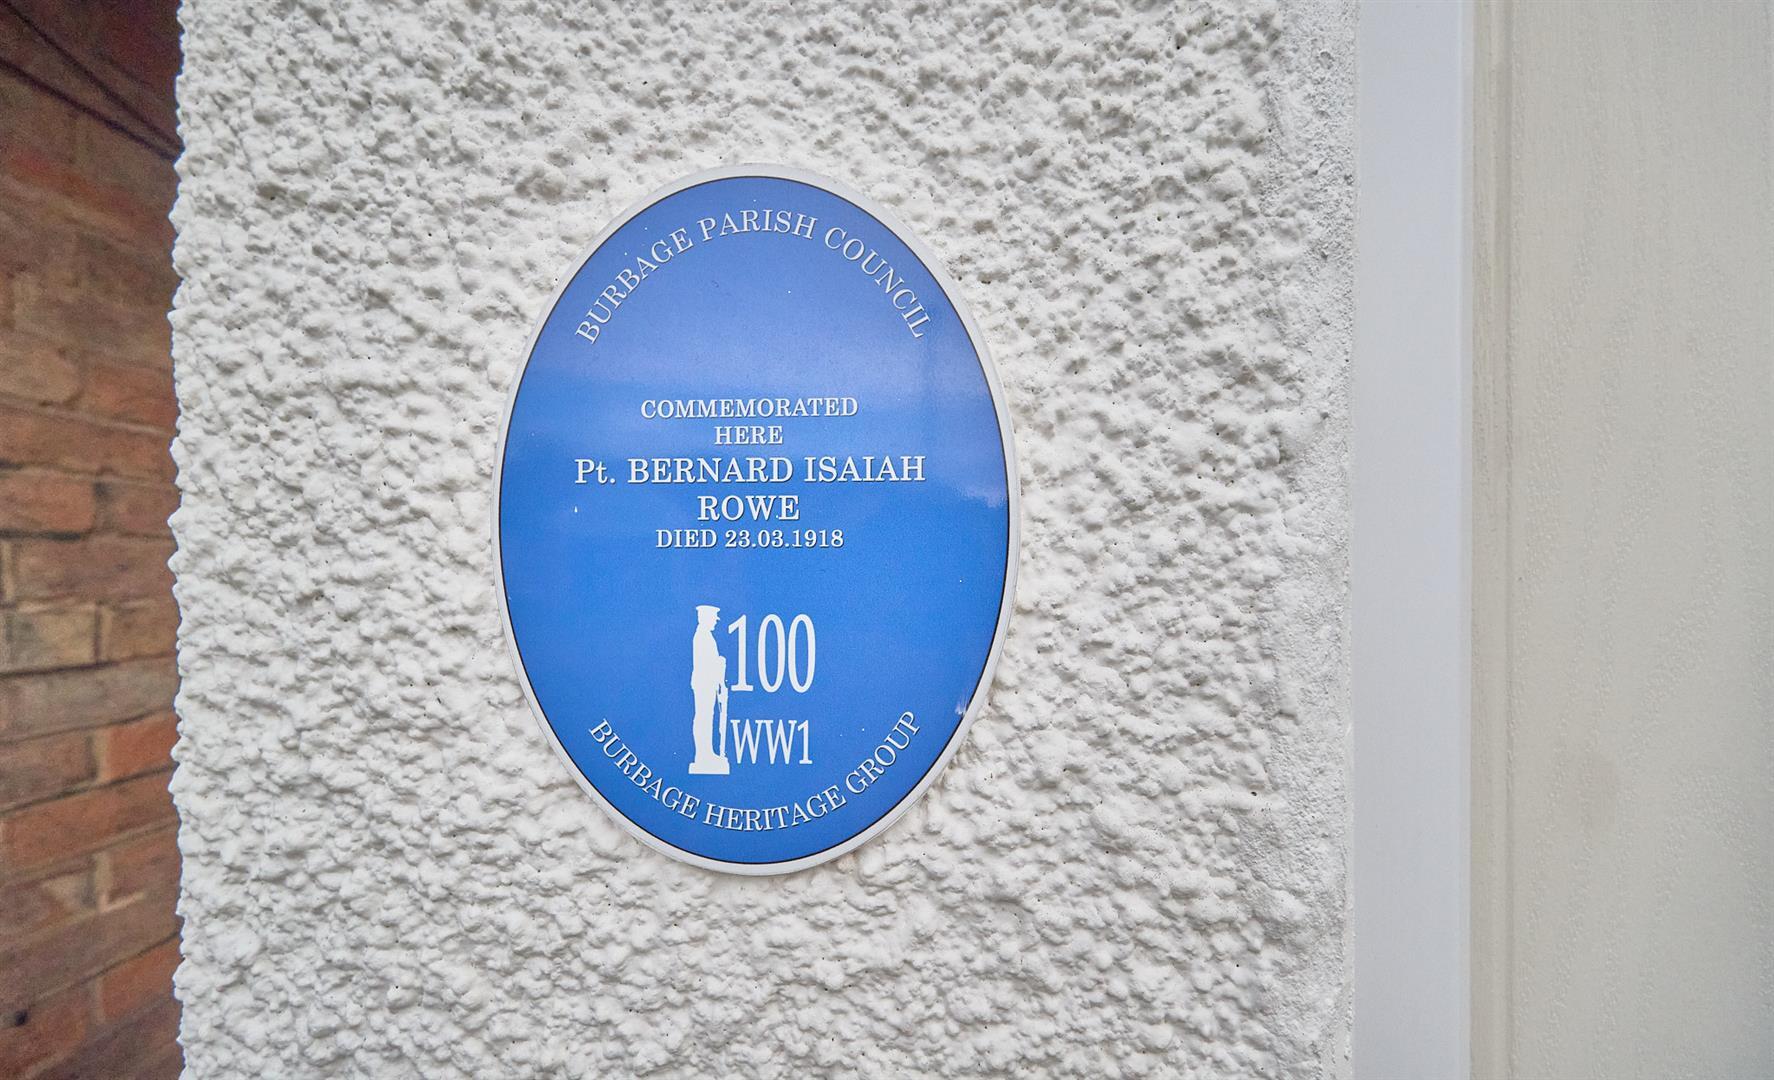 BURBAGE PARISH COUNCIL
COMMEMORATED
HERE
Pt. BERNARD ISAIAH
ROWE
DIED 23.03.1918
100
WW1
BURBAGE HERITAGE GROUP